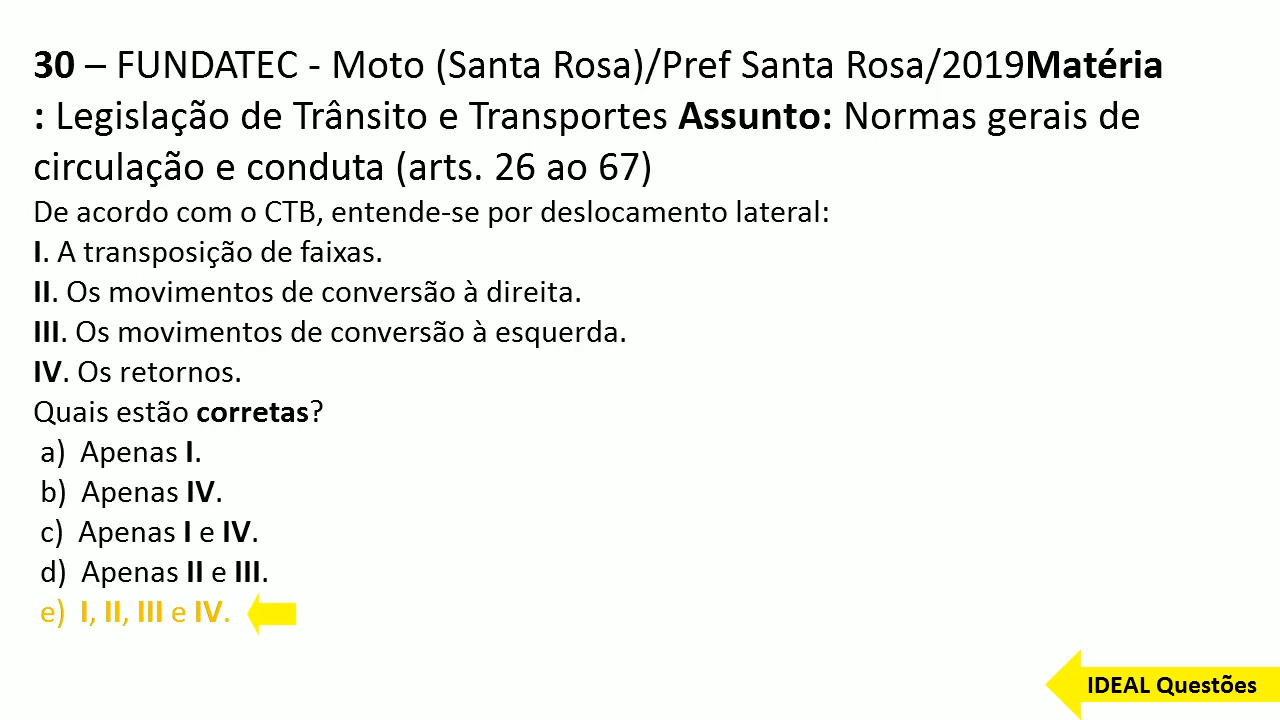 30 – FUNDATEC - Moto (Santa Rosa)/Pref Santa Rosa/2019Matéria
: Legislação de Trânsito e Transportes Assunto: Normas gerais de
circulação e conduta (arts. 26 ao 67)
De acordo com o CTB, entende-se por deslocamento lateral:
I. A transposição de faixas.
II. Os movimentos de conversão à direita.
III. Os movimentos de conversão à esquerda.
IV. Os retornos.
Quais estão corretas?
a) Apenas I.
b) Apenas IV.
c) Apenas I e IV.
d) Apenas II e III.
e) I, II, III e IV.
IDEAL Questões